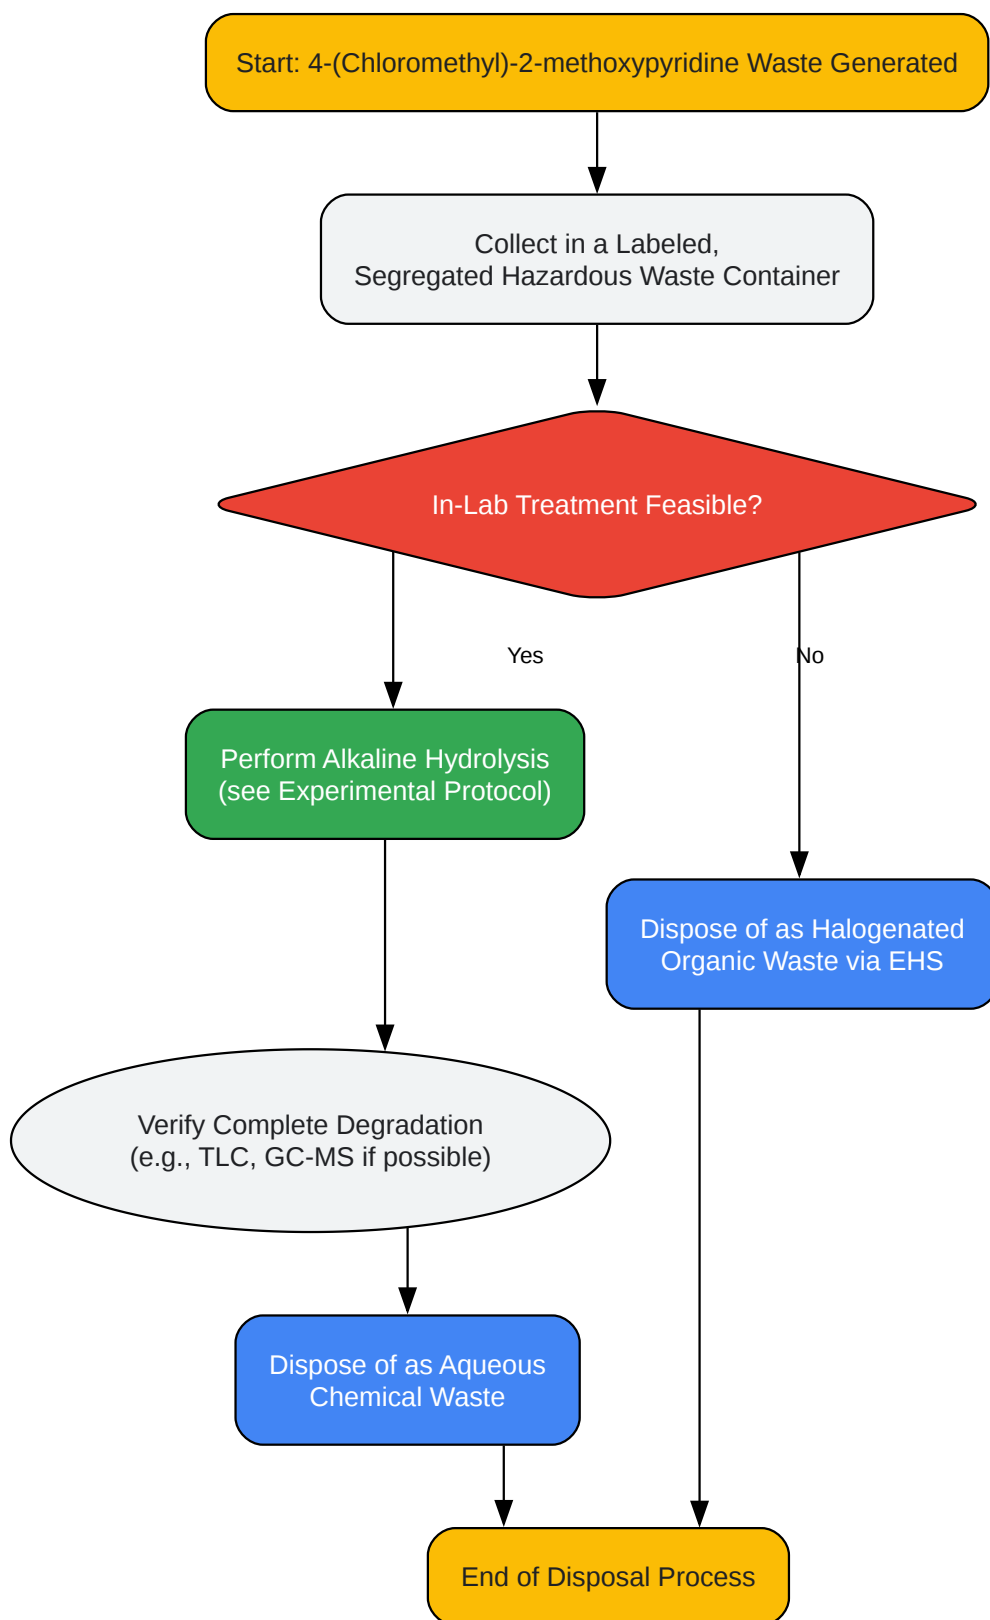 Start: 4-(Chloromethyl)-2-methoxypyridine Waste Generated
Collect in a Labeled,
Segregated Hazardous Waste Container
In-Lab Treatment Feasible?
Yes
No
Perform Alkaline Hydrolysis
(see Experimental Protocol)
Dispose of as Halogenated
Organic Waste via EHS
Verify Complete Degradation
(e.g., TLC, GC-MS if possible)
Dispose of as Aqueous
Chemical Waste
End of Disposal Process